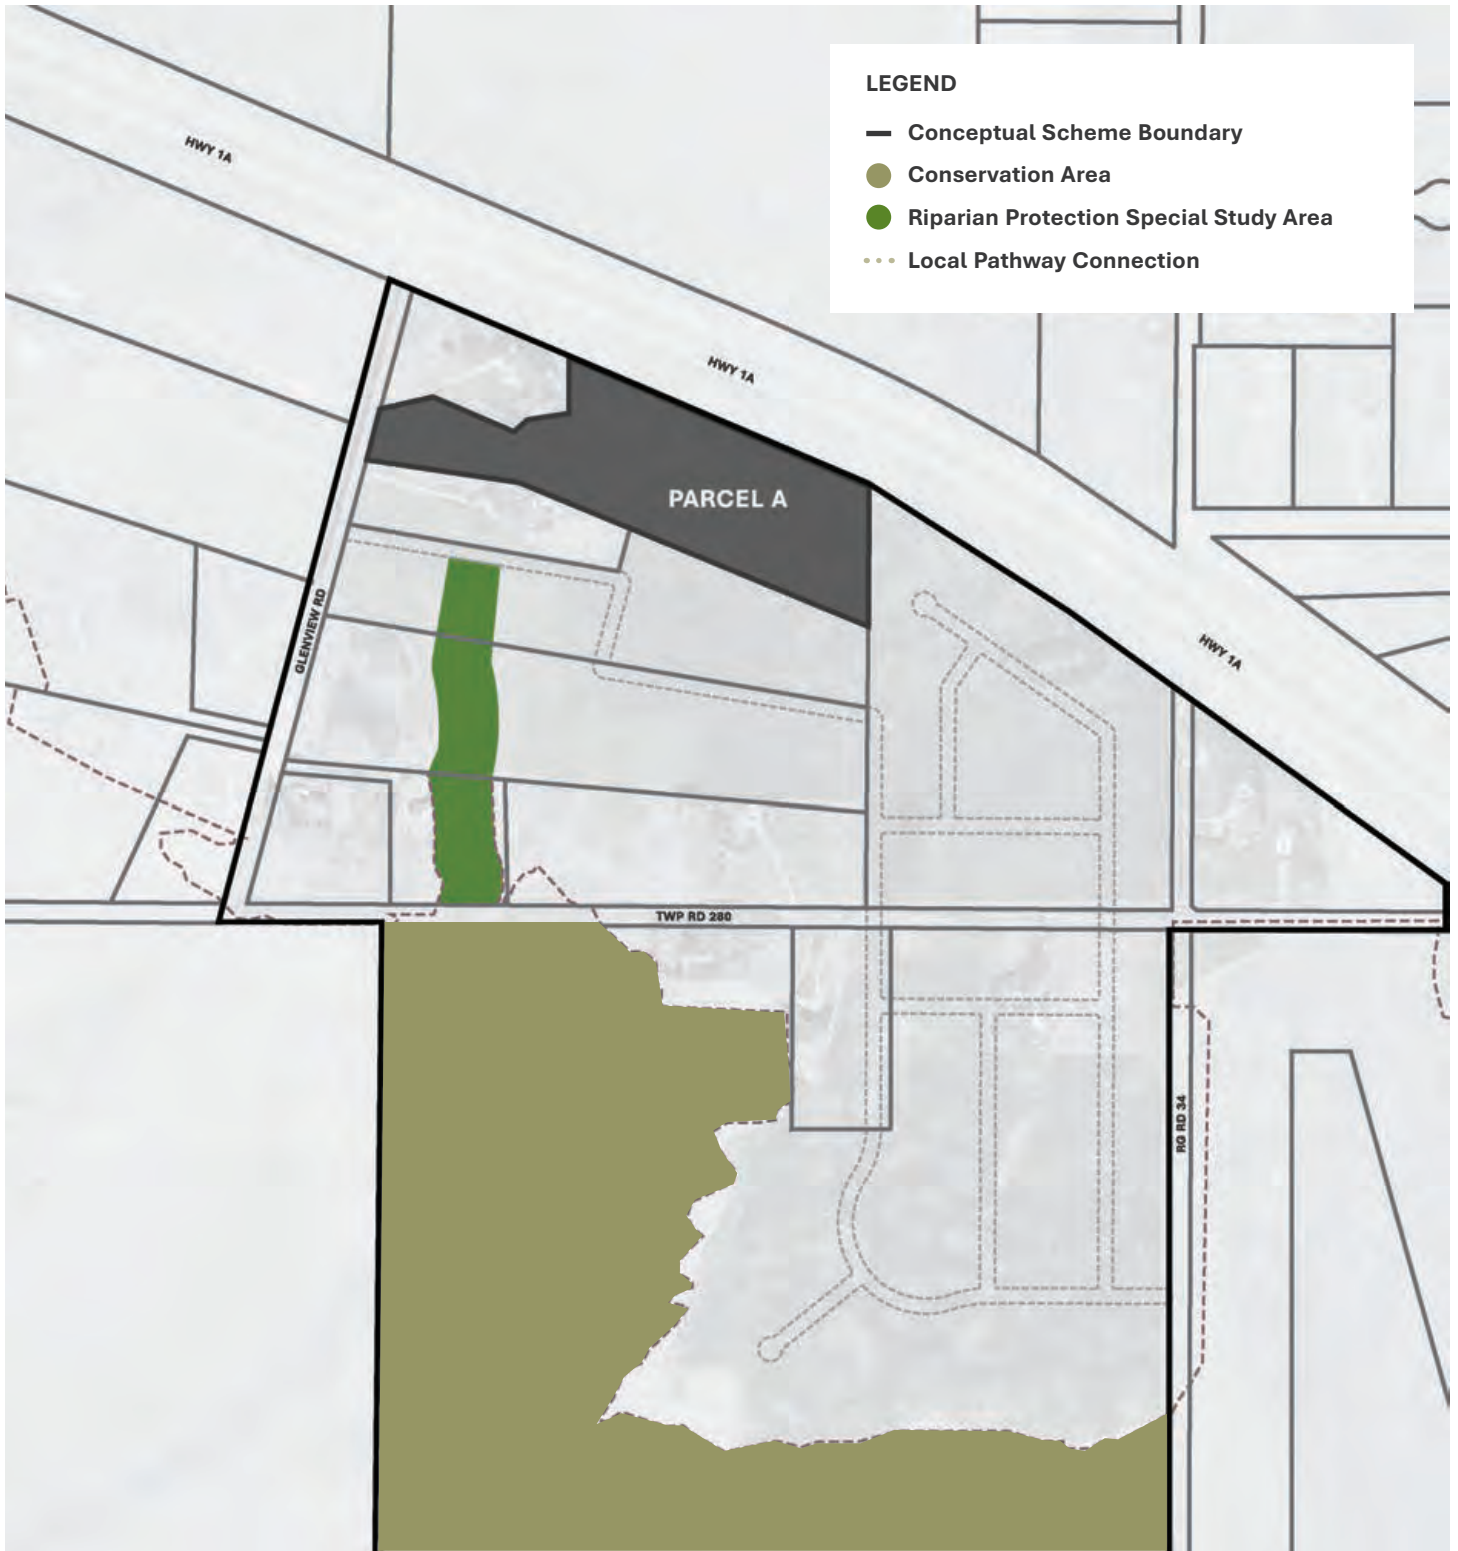 LEGEND
Conceptual Scheme Boundary
Conservation Area
Riparian Protection Special Study Area
Local Pathway Connection
HWY 1A
HWY 1A
PARCEL A
GLENVIEW RD
HWY 1A
TWP RD 280
RG RD 34